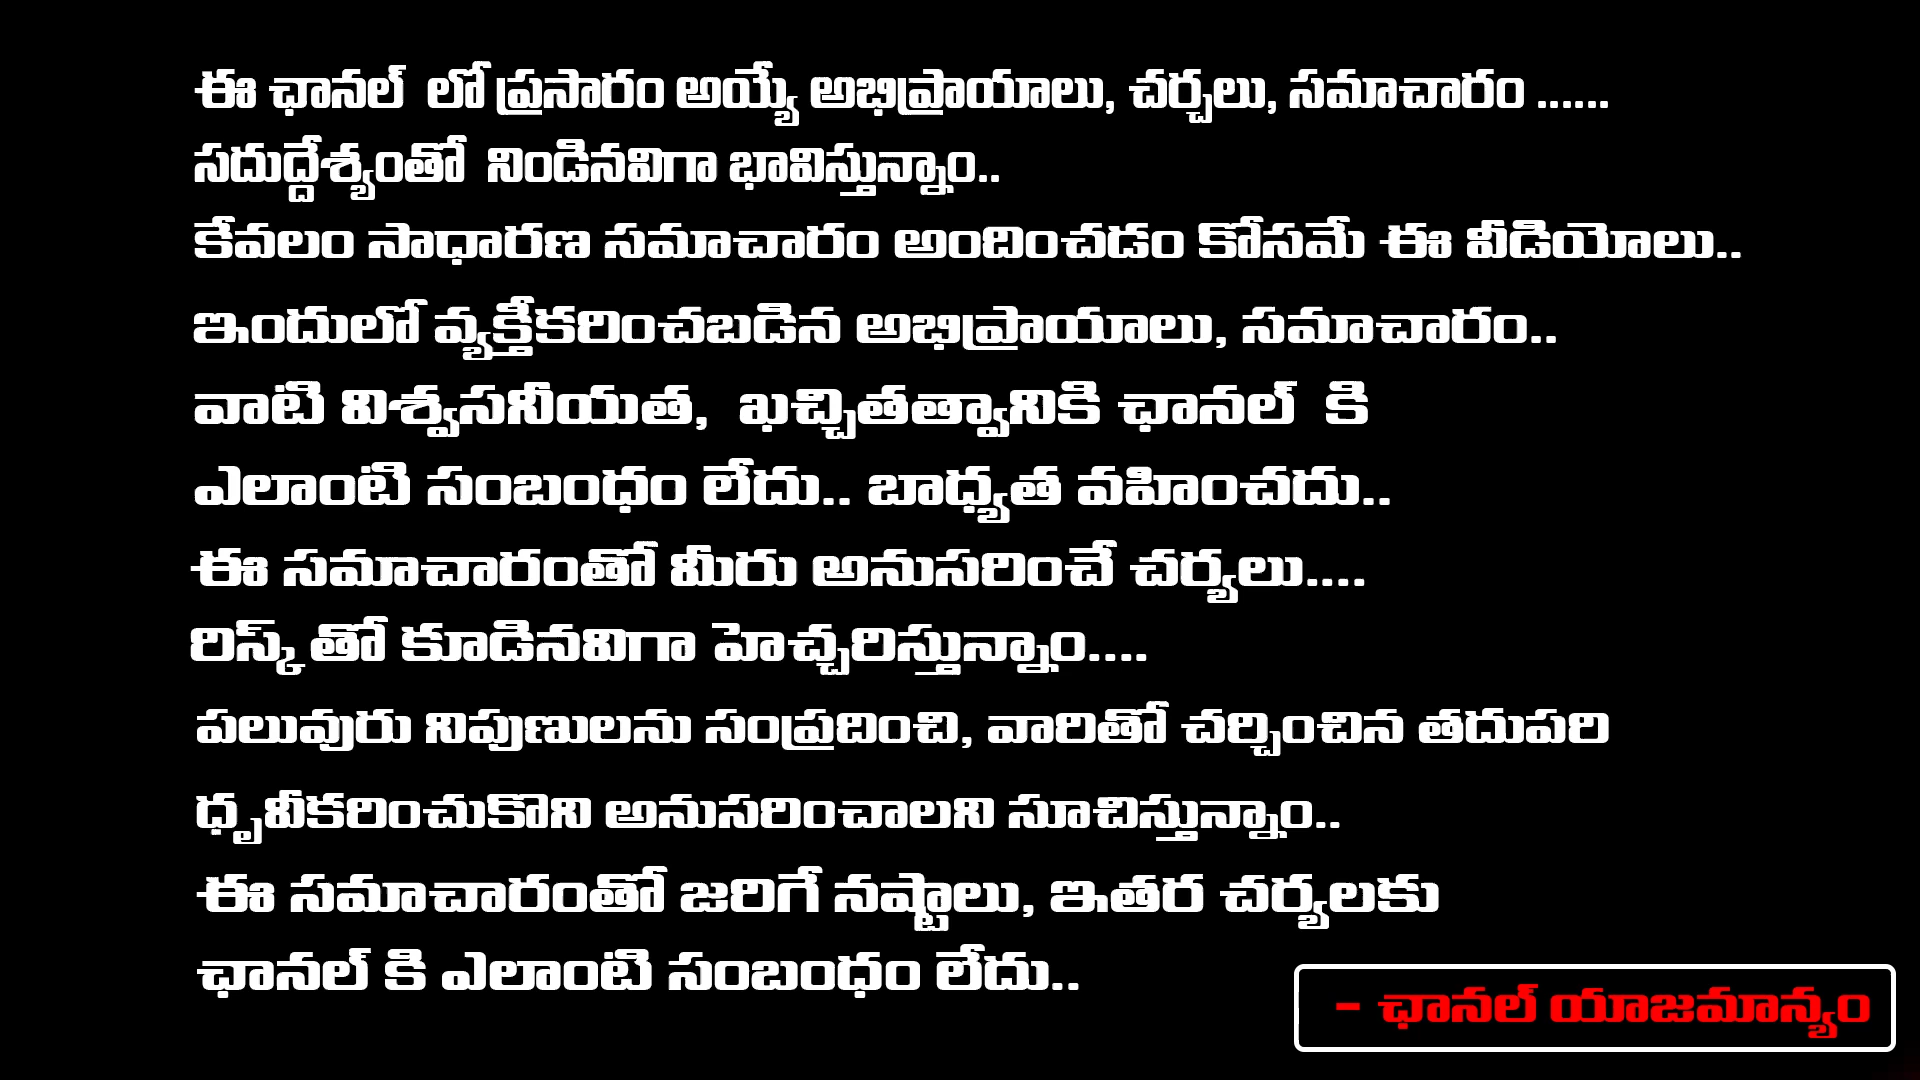 ఈ ఛానల్ లో ప్రసారం అయ్యే అభిప్రాయాలు, చర్చలు, సమాచారం ......
సదుద్దేశ్యంతో నిండినవిగా భావిస్తున్నాం..
కేవలం సాధారణ సమాచారం అందించడం కోసమే ఈ వీడియోలు..
ఇందులో వ్యక్తీకరించబడిన అభిప్రాయాలు, సమాచారం..
వాటి విశ్వసనీయత, ఖచ్చితత్వానికి ఛానల్ కి
ఎలాంటి సంబంధం లేదు.. బాధ్యత వహించదు..
ఈ సమాచారంతో మీరు అనుసరించే చర్యలు....
రిస్క్ తో కూడినవిగా హెచ్చరిస్తున్నాం....
పలువురు నిపుణులను సంప్రదించి, వారితో చర్చించిన తదుపరి
ధృవీకరించుకొని అనుసరించాలని సూచిస్తున్నాం..
ఈ సమాచారంతో జరిగే నష్టాలు, ఇతర చర్యలకు
ఛానల్ కి ఎలాంటి సంబంధం లేదు..
- ఛానల్ యాజమాన్యం